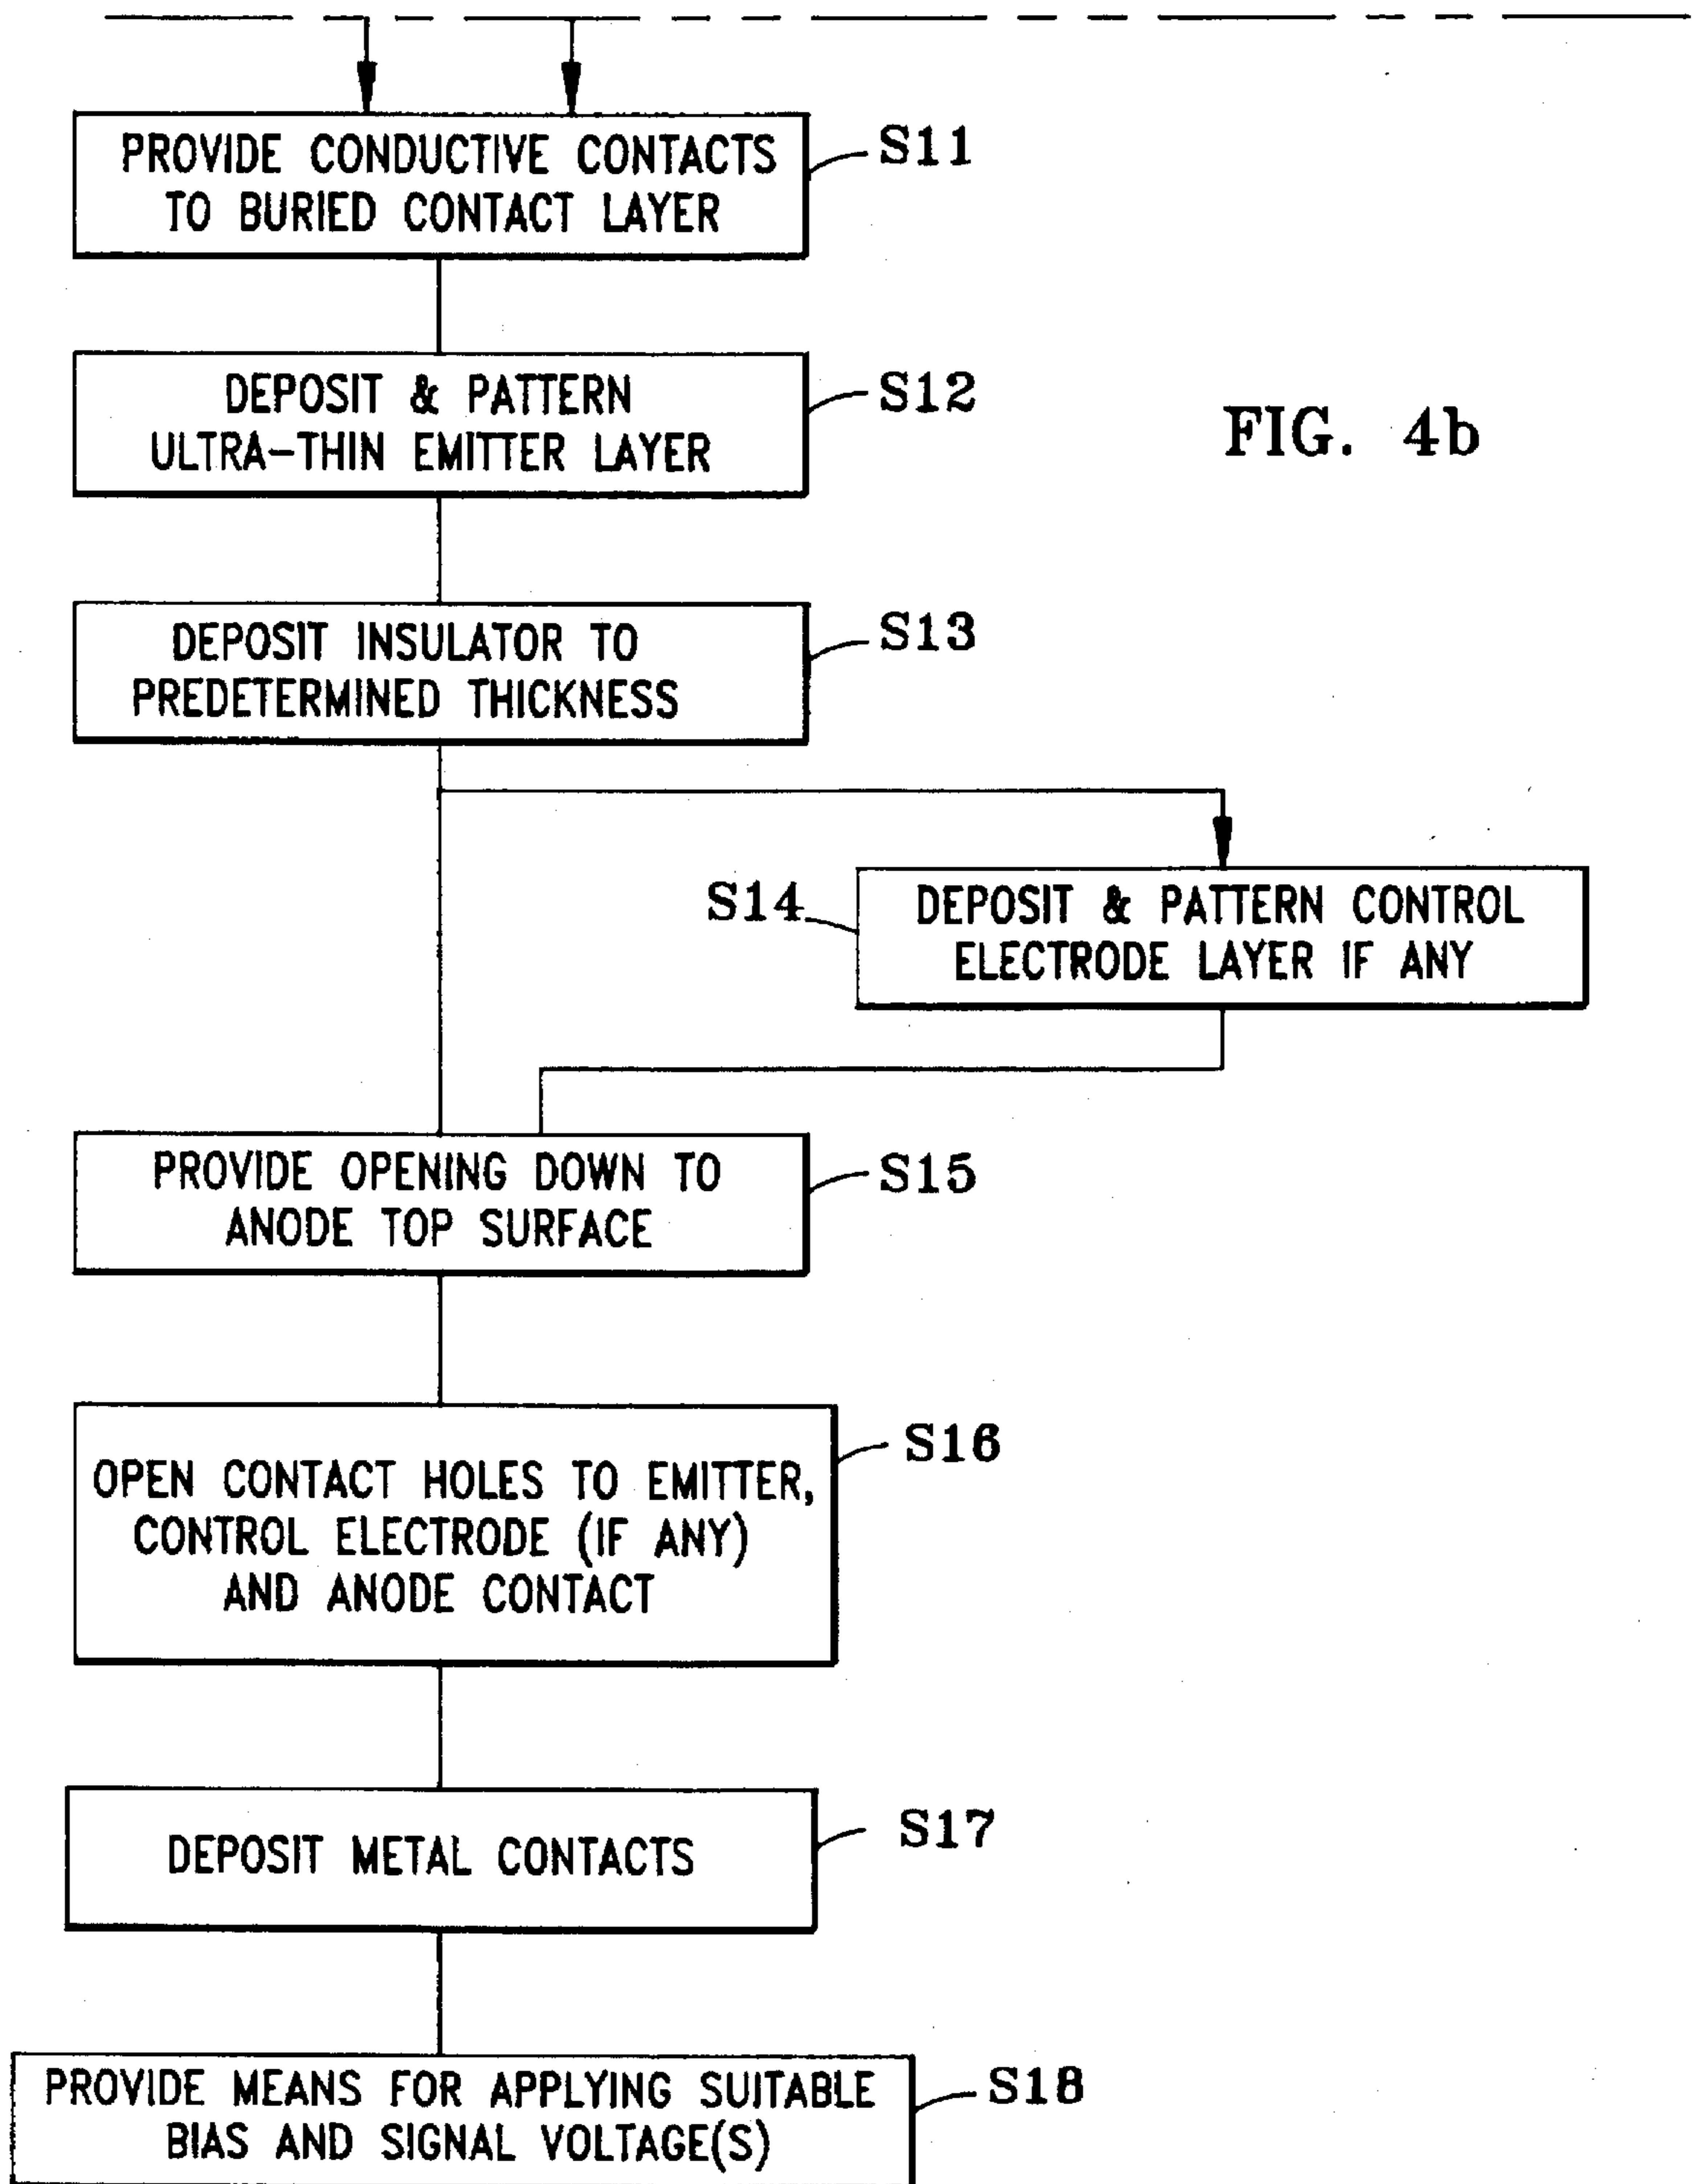 PROVIDE CONDUCTIVE CONTACTS
TO BURIED CONTACT LAYER
S11
DEPOSIT & PATTERN
ULTRA-THIN EMITTER LAYER
S12
FIG. 4b
DEPOSIT INSULATOR TO
PREDETERMINED THICKNESS
S13
S14
DEPOSIT & PATTERN CONTROL
ELECTRODE LAYER IF ANY
PROVIDE OPENING DOWN TO
ANODE TOP SURFACE
S15
OPEN CONTACT HOLES TO EMITTER,
CONTROL ELECTRODE (IF ANY)
AND ANODE CONTACT
S16
DEPOSIT METAL CONTACTS
S17
PROVIDE MEANS FOR APPLYING SUITABLE
BIAS AND SIGNAL VOLTAGE(S)
S18